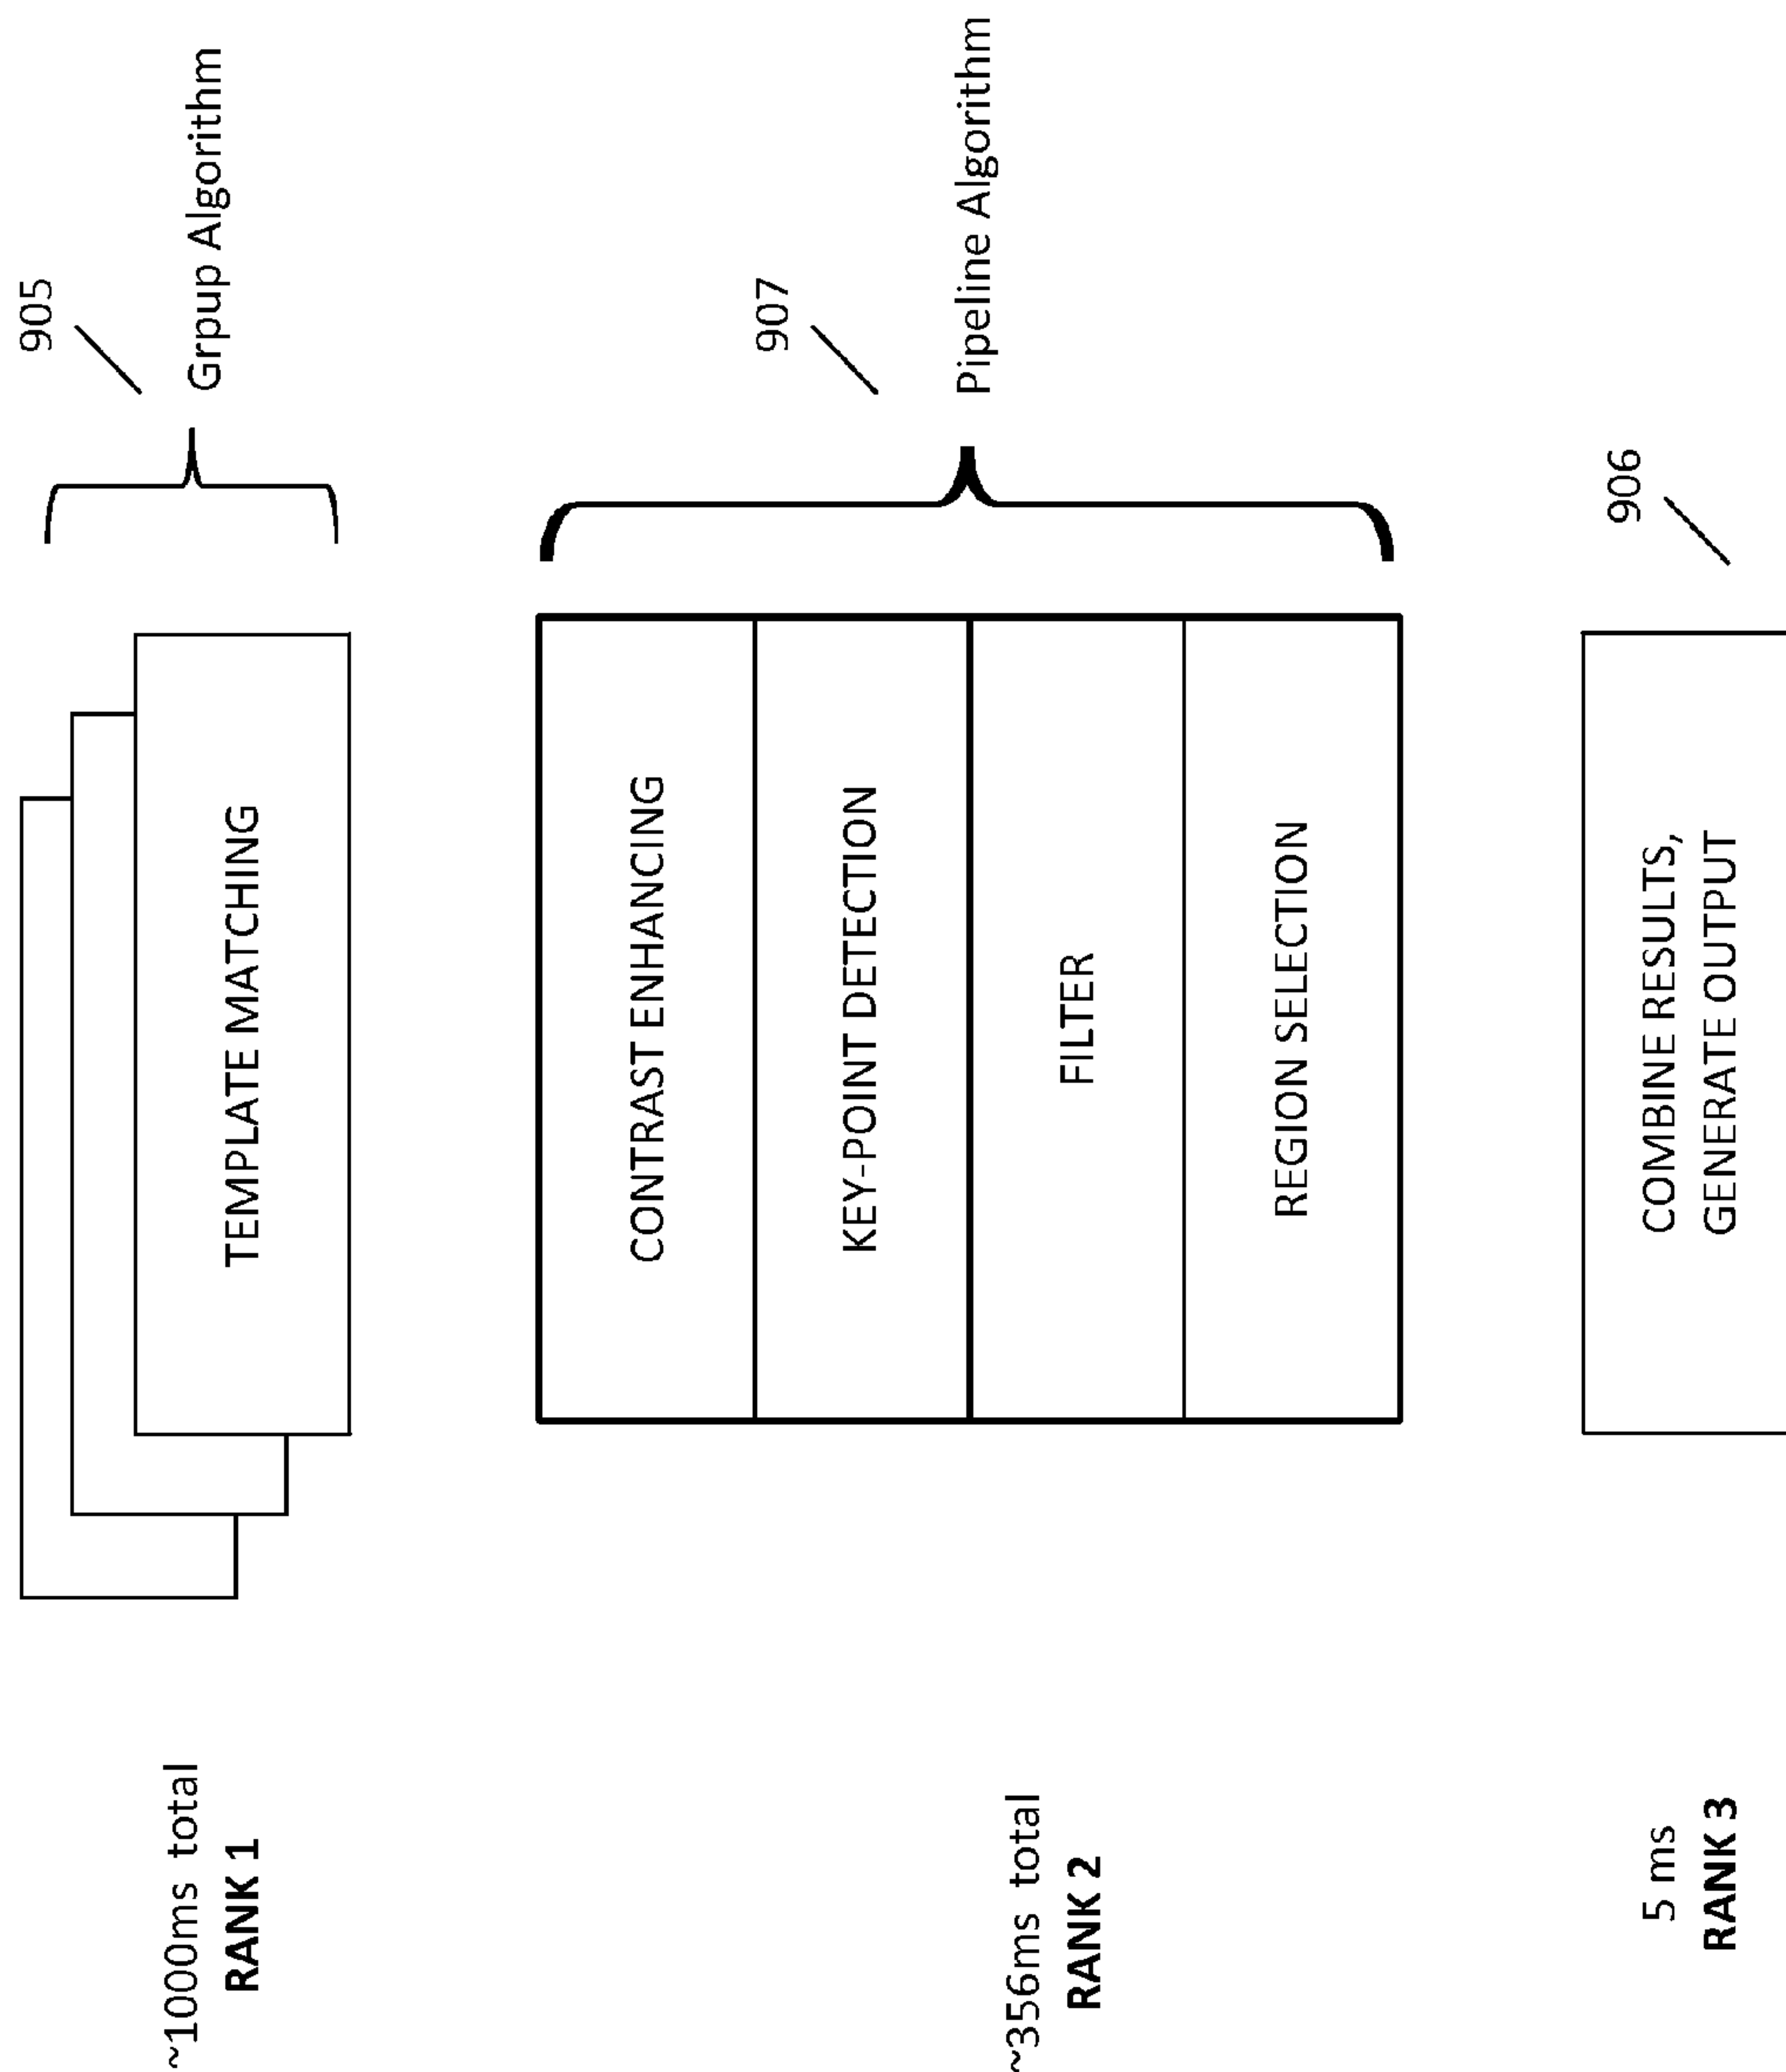 905
~1000ms total
RANK 1
TEMPLATE MATCHING
Grpup Algorithm
907
~356ms total
RANK 2
CONTRAST ENHANCING
KEY-POINT DETECTION
FILTER
REGION SELECTION
Pipeline Algorithm
906
5 ms
RANK 3
COMBINE RESULTS,
GENERATE OUTPUT